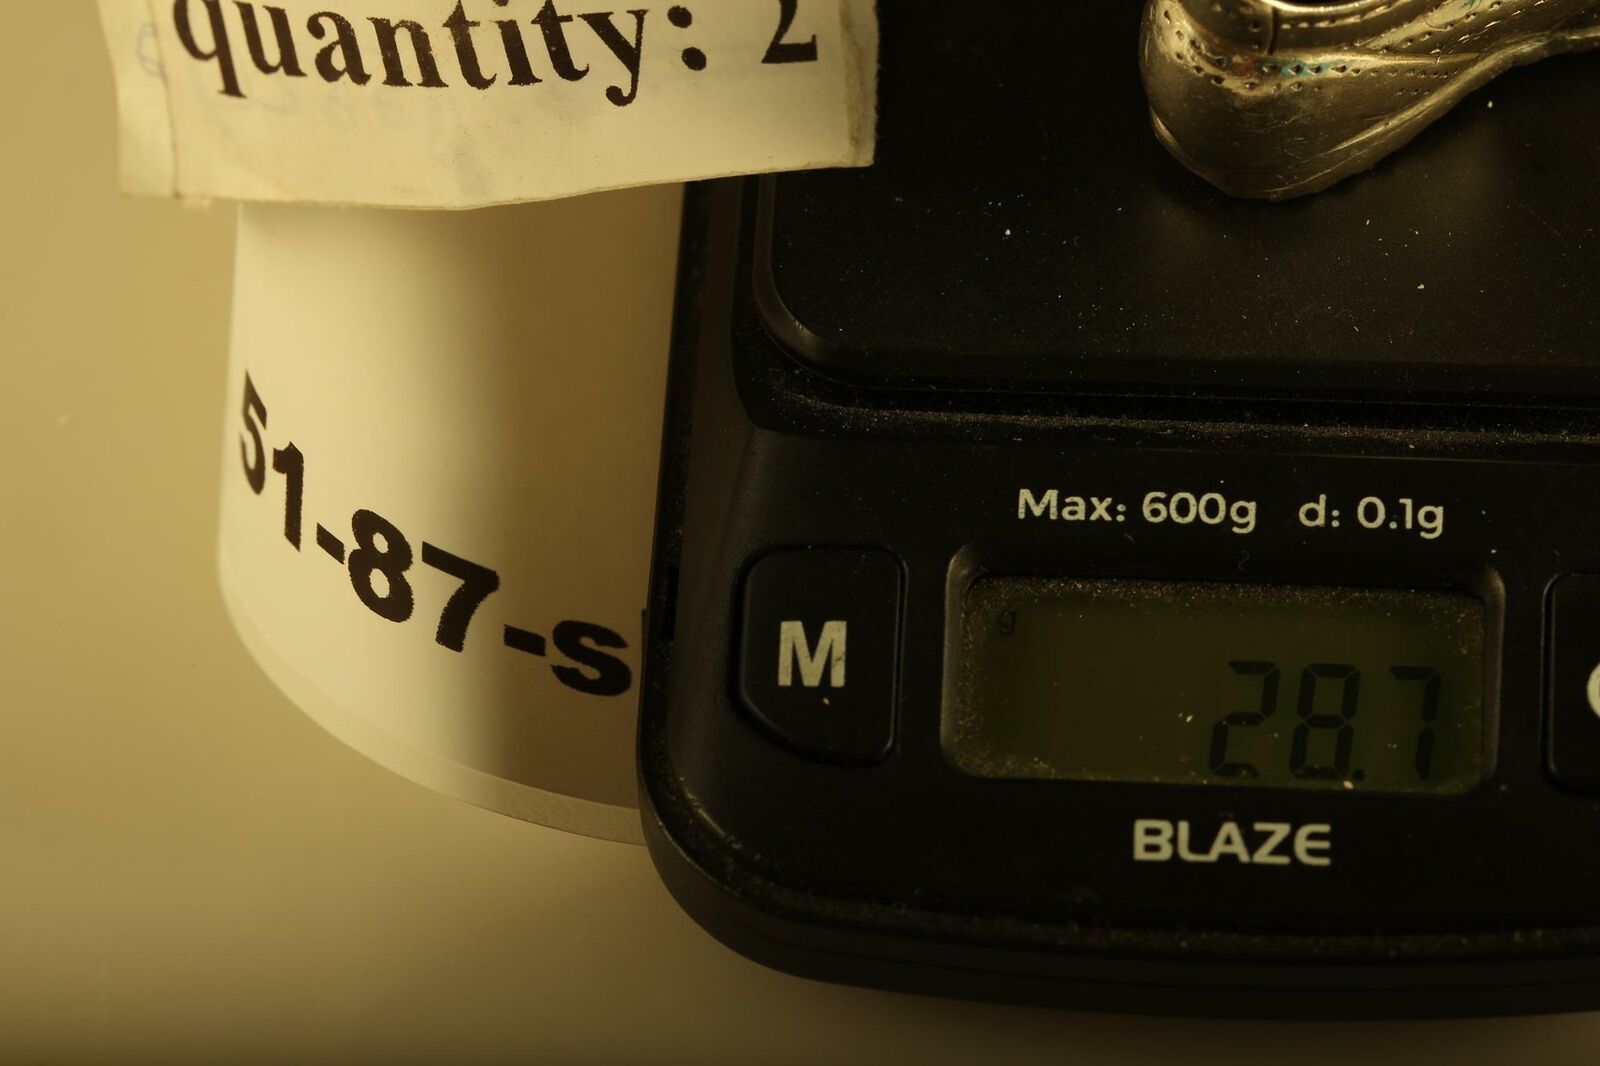 quantity: 2
51-87-s
Max: 600g d: 0.1g
M
g
28.7
BLAZE